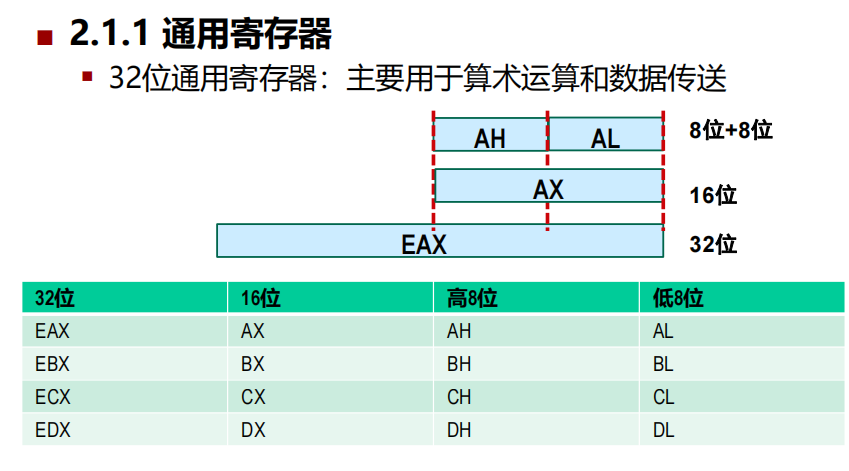 2.1.1 通用寄存器
32位通用寄存器：主要用于算术运算和数据传送
AH AL 8位+8位
AX 16位
EAX 32位
32位 16位 高8位 低8位
EAX AX AH AL
EBX BX BH BL
ECX CX CH CL
EDX DX DH DL